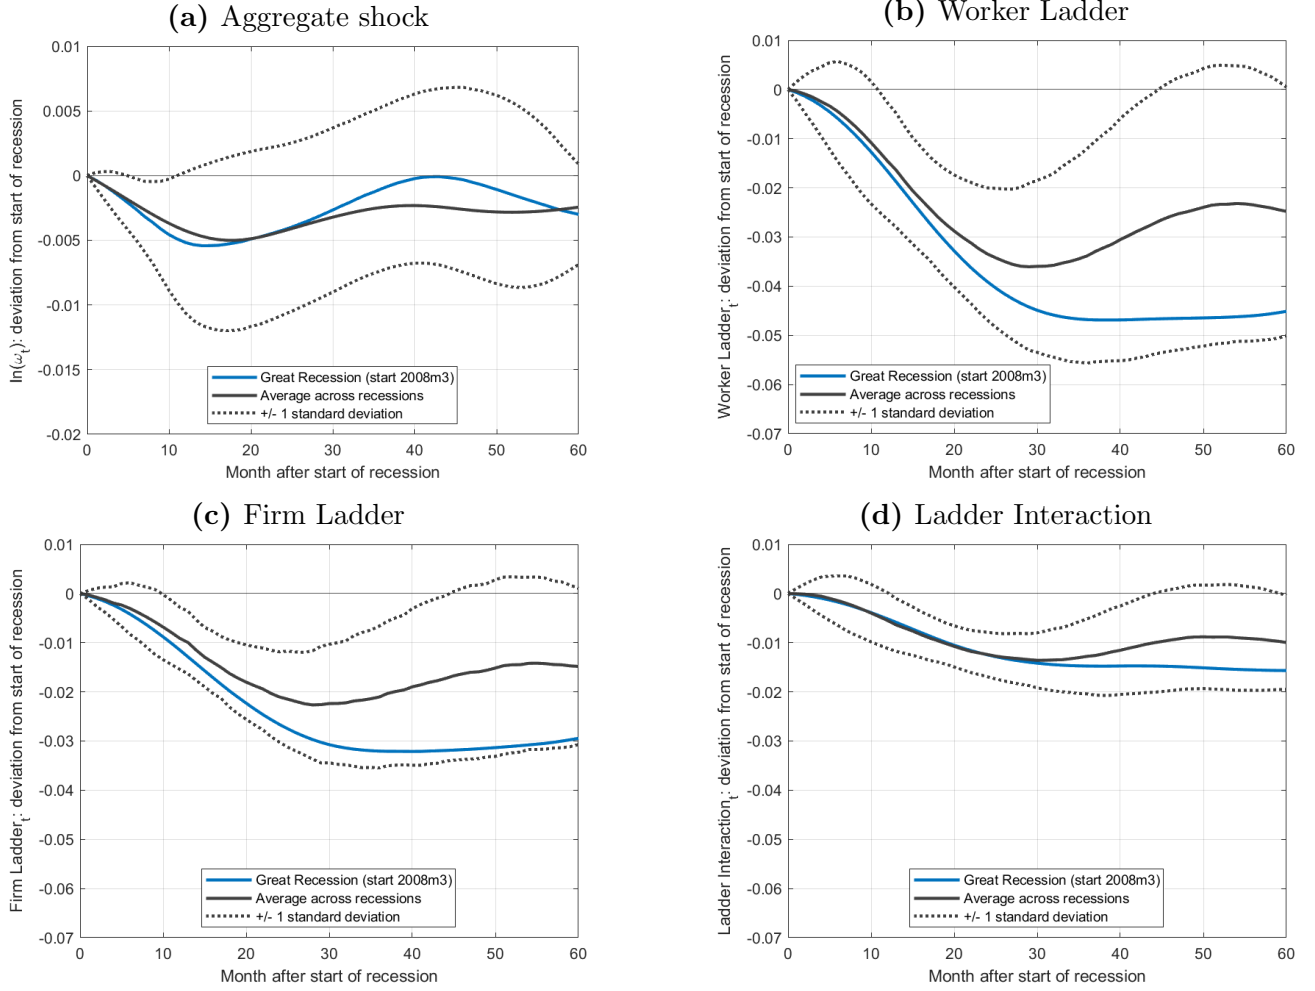 (a) Aggregate shock
ln(ω_t): deviation from start of recession
0.01
0.005
0
-0.005
-0.01
-0.015
-0.02
0 10 20 30 40 50 60
Month after start of recession
Great Recession (start 2008m3)
Average across recessions
+/- 1 standard deviation
(b) Worker Ladder
Worker Ladder_t: deviation from start of recession
0.01
0
-0.01
-0.02
-0.03
-0.04
-0.05
-0.06
-0.07
0 10 20 30 40 50 60
Month after start of recession
Great Recession (start 2008m3)
Average across recessions
+/- 1 standard deviation
(c) Firm Ladder
Firm Ladder_t: deviation from start of recession
0.01
0
-0.01
-0.02
-0.03
-0.04
-0.05
-0.06
-0.07
0 10 20 30 40 50 60
Month after start of recession
Great Recession (start 2008m3)
Average across recessions
+/- 1 standard deviation
(d) Ladder Interaction
Ladder Interaction_t: deviation from start of recession
0.01
0
-0.01
-0.02
-0.03
-0.04
-0.05
-0.06
-0.07
0 10 20 30 40 50 60
Month after start of recession
Great Recession (start 2008m3)
Average across recessions
+/- 1 standard deviation